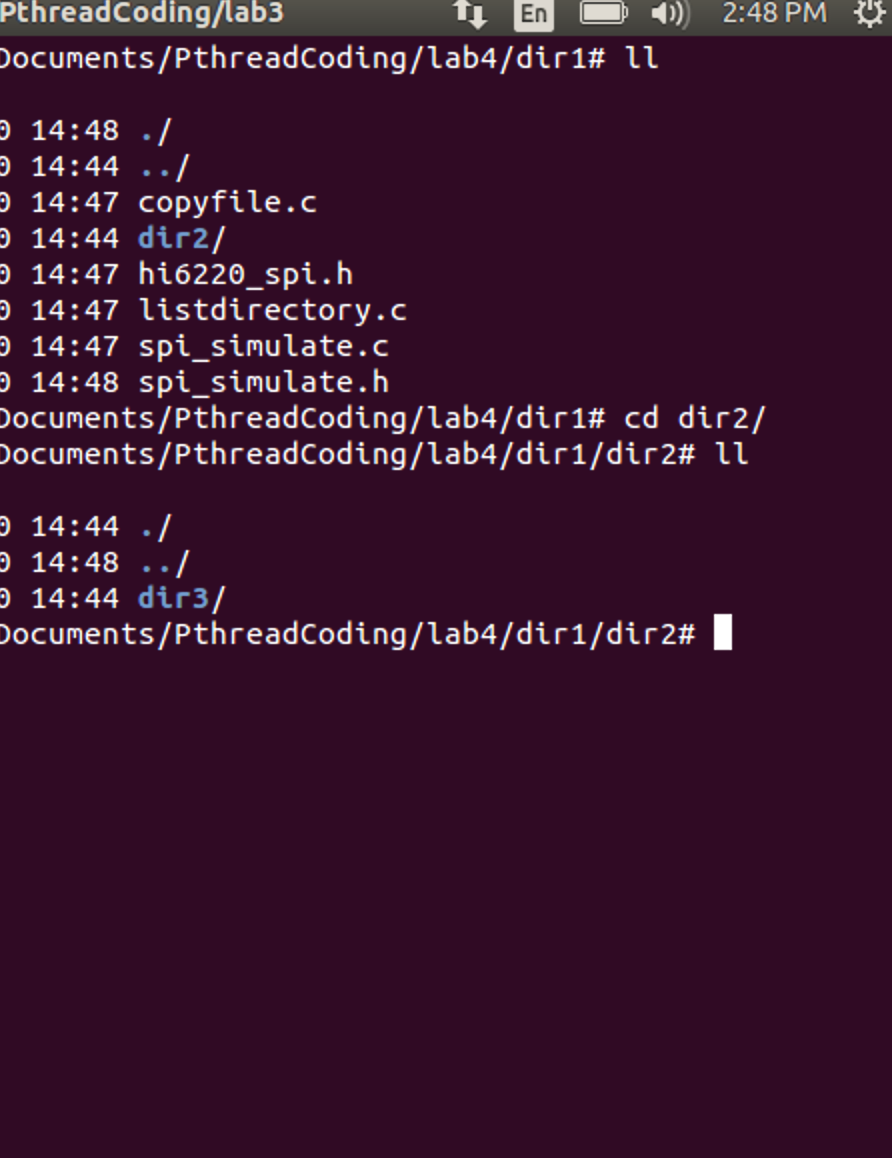 PthreadCoding/lab3 En 2:48 PM
Documents/PthreadCoding/lab4/dir1# ll
0 14:48 ./
0 14:44 ../
0 14:47 copyfile.c
0 14:44 dir2/
0 14:47 hi6220_spi.h
0 14:47 listdirectory.c
0 14:47 spi_simulate.c
0 14:48 spi_simulate.h
Documents/PthreadCoding/lab4/dir1# cd dir2/
Documents/PthreadCoding/lab4/dir1/dir2# ll
0 14:44 ./
0 14:48 ../
0 14:44 dir3/
Documents/PthreadCoding/lab4/dir1/dir2#